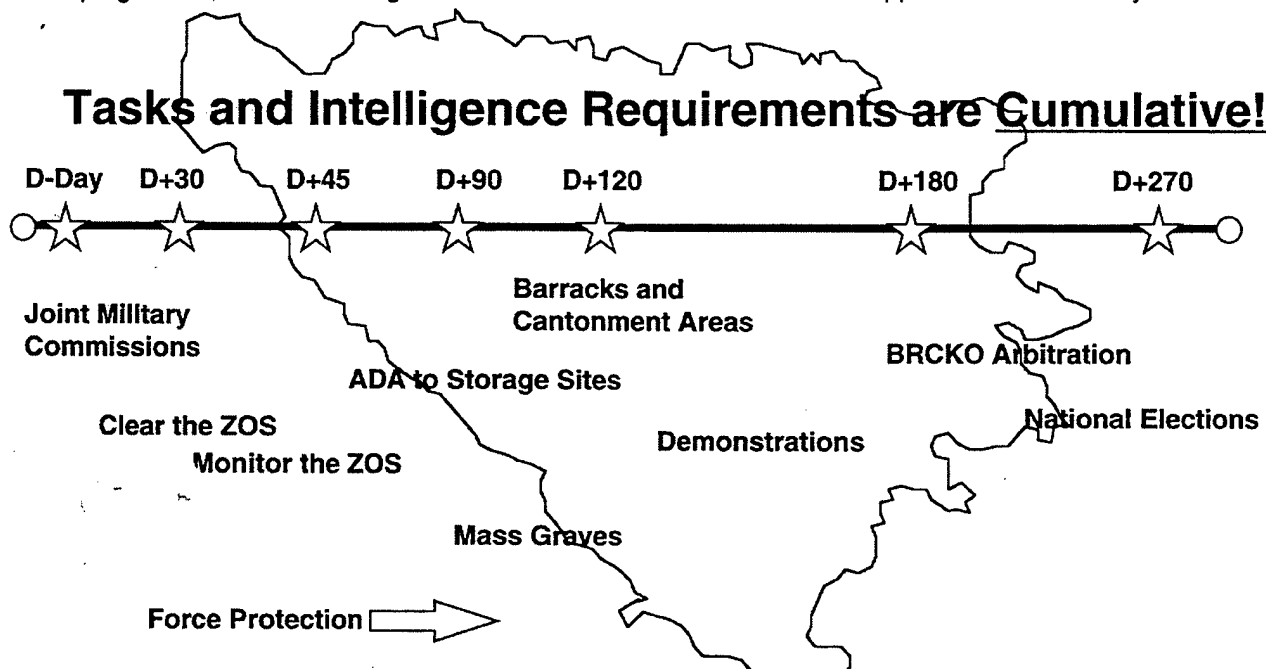 Tasks and Intelligence Requirements are Cumulative!
D-Day D+30 D+45 D+90 D+120 D+180 D+270
Joint Military
Commissions
Barracks and
Cantonment Areas
BRCKO Arbitration
ADA to Storage Sites
National Elections
Clear the ZOS
Demonstrations
Monitor the ZOS
Mass Graves
Force Protection